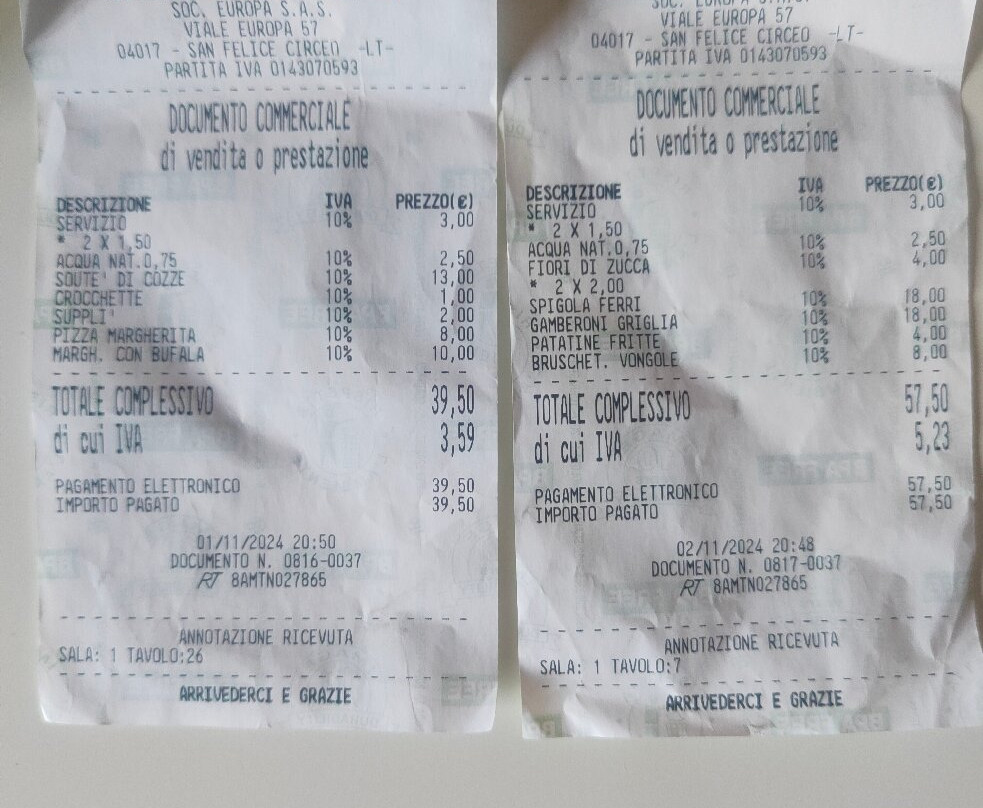 SOC. EUROPA S.A.S.
VIALE EUROPA 57
04017 - SAN FELICE CIRCEO -LT-
PARTITA IVA 0143070593
DOCUMENTO COMMERCIALE
di vendita o prestazione
DESCRIZIONE IVA PREZZO(€)
SERVIZIO 10% 3,00
* 2 X 1,50
ACQUA NAT.0,75 10% 2,50
SOUTE' DI COZZE 10% 13,00
CROCCHETTE 10% 1,00
SUPPLI' 10% 2,00
PIZZA MARGHERITA 10% 8,00
MARGH. CON BUFALA 10% 10,00
TOTALE COMPLESSIVO 39,50
di cui IVA 3,59
PAGAMENTO ELETTRONICO 39,50
IMPORTO PAGATO 39,50
01/11/2024 20:50
DOCUMENTO N. 0816-0037
RT 8AMTN027865
ANNOTAZIONE RICEVUTA
SALA: 1 TAVOLO:26
ARRIVEDERCI E GRAZIE
SOC. EUROPA S.A.S.
VIALE EUROPA 57
04017 - SAN FELICE CIRCEO -LT-
PARTITA IVA 0143070593
DOCUMENTO COMMERCIALE
di vendita o prestazione
DESCRIZIONE IVA PREZZO(€)
SERVIZIO 10% 3,00
* 2 X 1,50
ACQUA NAT.0,75 10% 2,50
FIORI DI ZUCCA 10% 4,00
* 2 X 2,00
SPIGOLA FERRI 10% 18,00
GAMBERONI GRIGLIA 10% 18,00
PATATINE FRITTE 10% 4,00
BRUSCHET. VONGOLE 10% 8,00
TOTALE COMPLESSIVO 57,50
di cui IVA 5,23
PAGAMENTO ELETTRONICO 57,50
IMPORTO PAGATO 57,50
02/11/2024 20:48
DOCUMENTO N. 0817-0037
RT 8AMTN027865
ANNOTAZIONE RICEVUTA
SALA: 1 TAVOLO:7
ARRIVEDERCI E GRAZIE